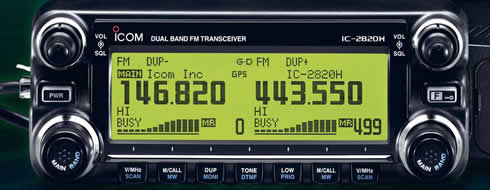 ICOM DUAL BAND FM TRANSCEIVER IC-2820H
VOL SQL
VOL SQL
FM DUP- G-D FM DUP+
MAIN Icom Inc GPS IC-2820H
146.820 443.550
HI HI
BUSY MR 0 BUSY MR 499
PWR
F
MAIN BAND
MAIN BAND
V/MHz SCAN
M/CALL MW
DUP MONI
TONE DTMF
LOW PRIO
M/CALL MW
V/MHz SCAN